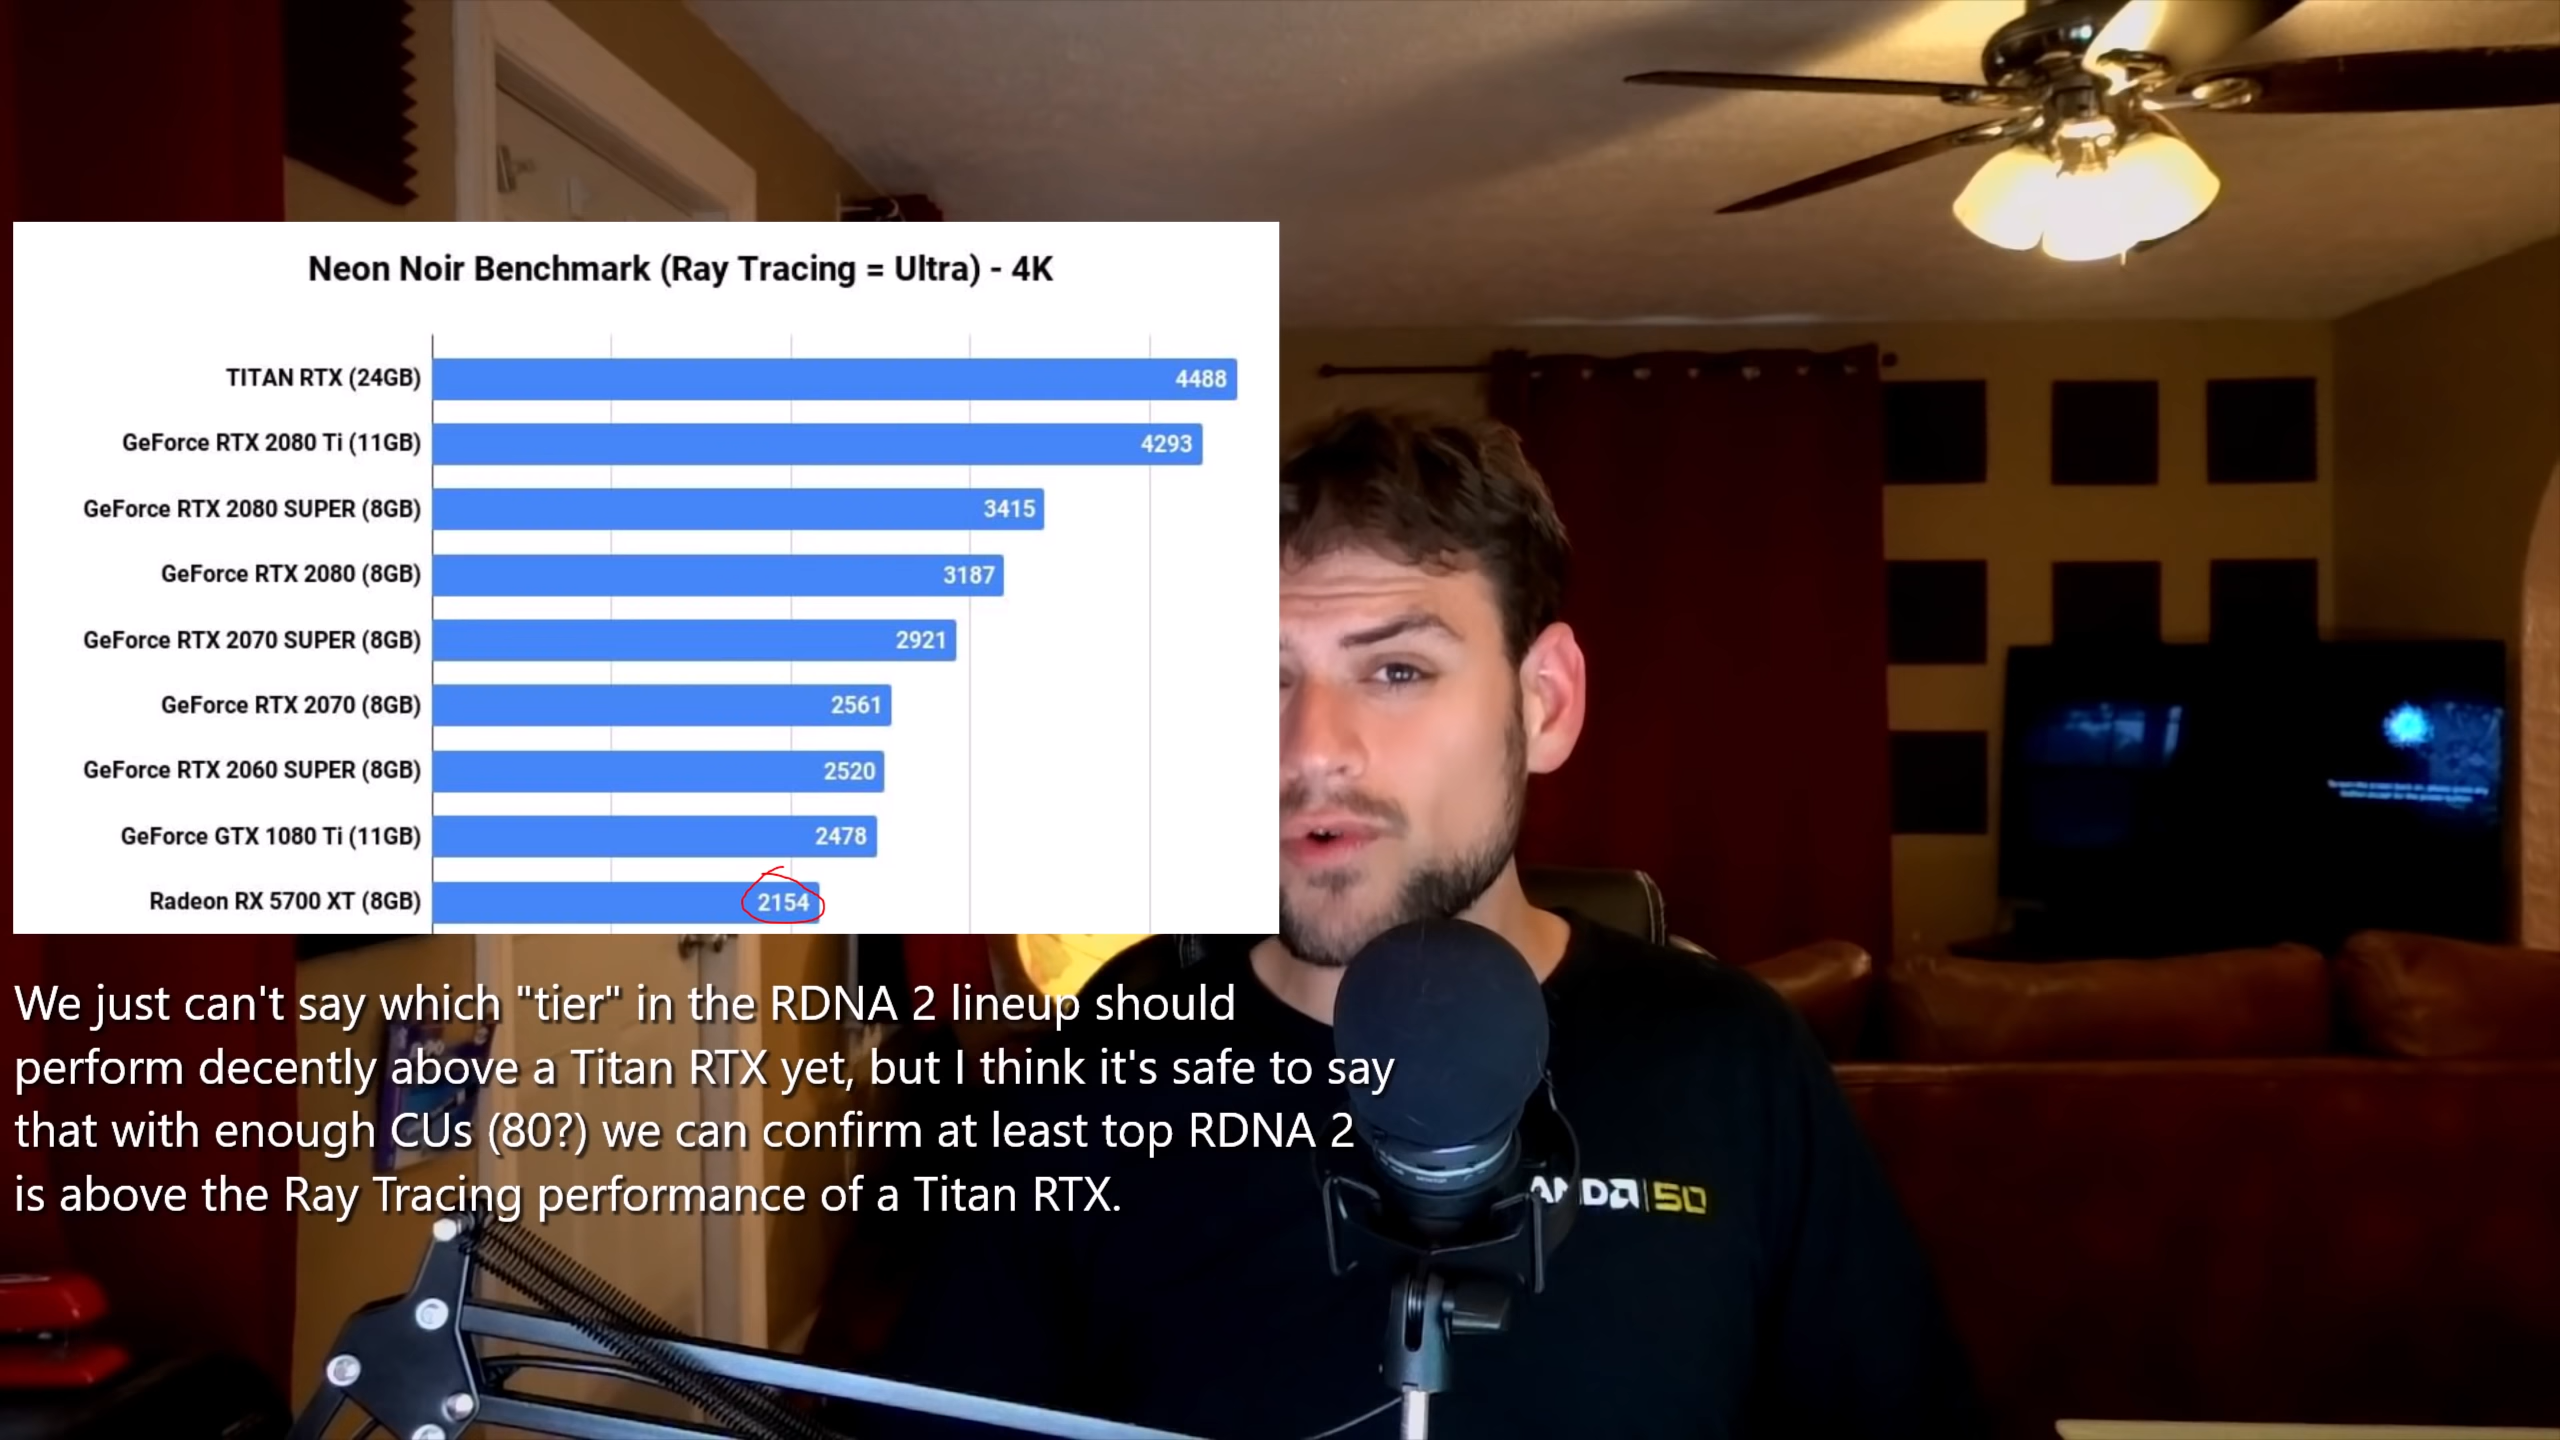 Neon Noir Benchmark (Ray Tracing = Ultra) - 4K
TITAN RTX (24GB) 4488
GeForce RTX 2080 Ti (11GB) 4293
GeForce RTX 2080 SUPER (8GB) 3415
GeForce RTX 2080 (8GB) 3187
GeForce RTX 2070 SUPER (8GB) 2921
GeForce RTX 2070 (8GB) 2561
GeForce RTX 2060 SUPER (8GB) 2520
GeForce GTX 1080 Ti (11GB) 2478
Radeon RX 5700 XT (8GB) 2154
We just can't say which "tier" in the RDNA 2 lineup should
perform decently above a Titan RTX yet, but I think it's safe to say
that with enough CUs (80?) we can confirm at least top RDNA 2
is above the Ray Tracing performance of a Titan RTX.
AMD 50